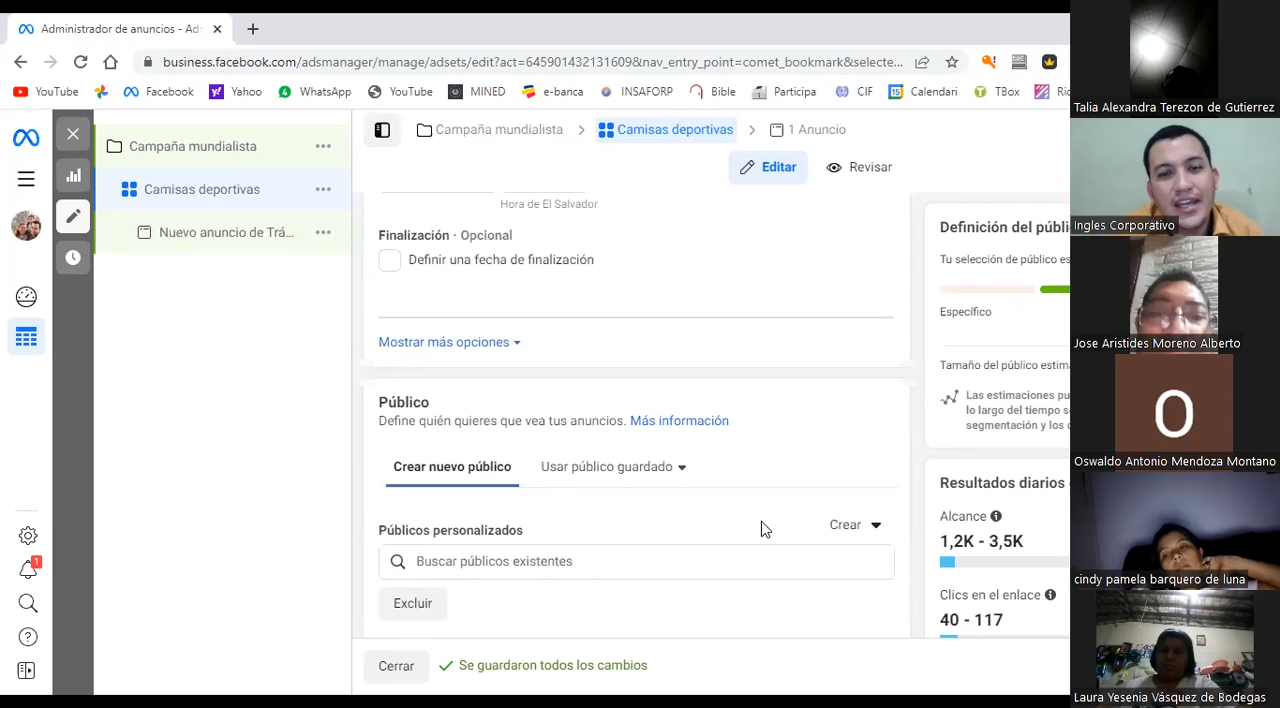 Administrador de anuncios - Adm
business.facebook.com/adsmanager/manage/adsets/edit?act=645901432131609&nav_entry_point=comet_bookmark&selecte...
YouTube
Facebook
Yahoo
WhatsApp
YouTube
MINED
e-banca
INSAFORP
Bible
Participa
CIF
Calendari
TBox
Campaña mundialista
Camisas deportivas
Nuevo anuncio de Trá...
Campaña mundialista
Camisas deportivas
1 Anuncio
Editar
Revisar
Hora de El Salvador
Finalización · Opcional
Definir una fecha de finalización
Mostrar más opciones
Público
Define quién quieres que vea tus anuncios. Más información
Crear nuevo público
Usar público guardado
Públicos personalizados
Crear
Buscar públicos existentes
Excluir
Cerrar
Se guardaron todos los cambios
Definición del públi
Tu selección de público es
Específico
Tamaño del público estima
Las estimaciones pu
lo largo del tiempo s
segmentación y los d
Resultados diarios
Alcance
1,2K - 3,5K
Clics en el enlace
40 - 117
1
Talia Alexandra Terezon de Gutierrez
Ingles Corporativo
Jose Aristides Moreno Alberto
O
Oswaldo Antonio Mendoza Montano
cindy pamela barquero de luna
Laura Yesenia Vásquez de Bodegas